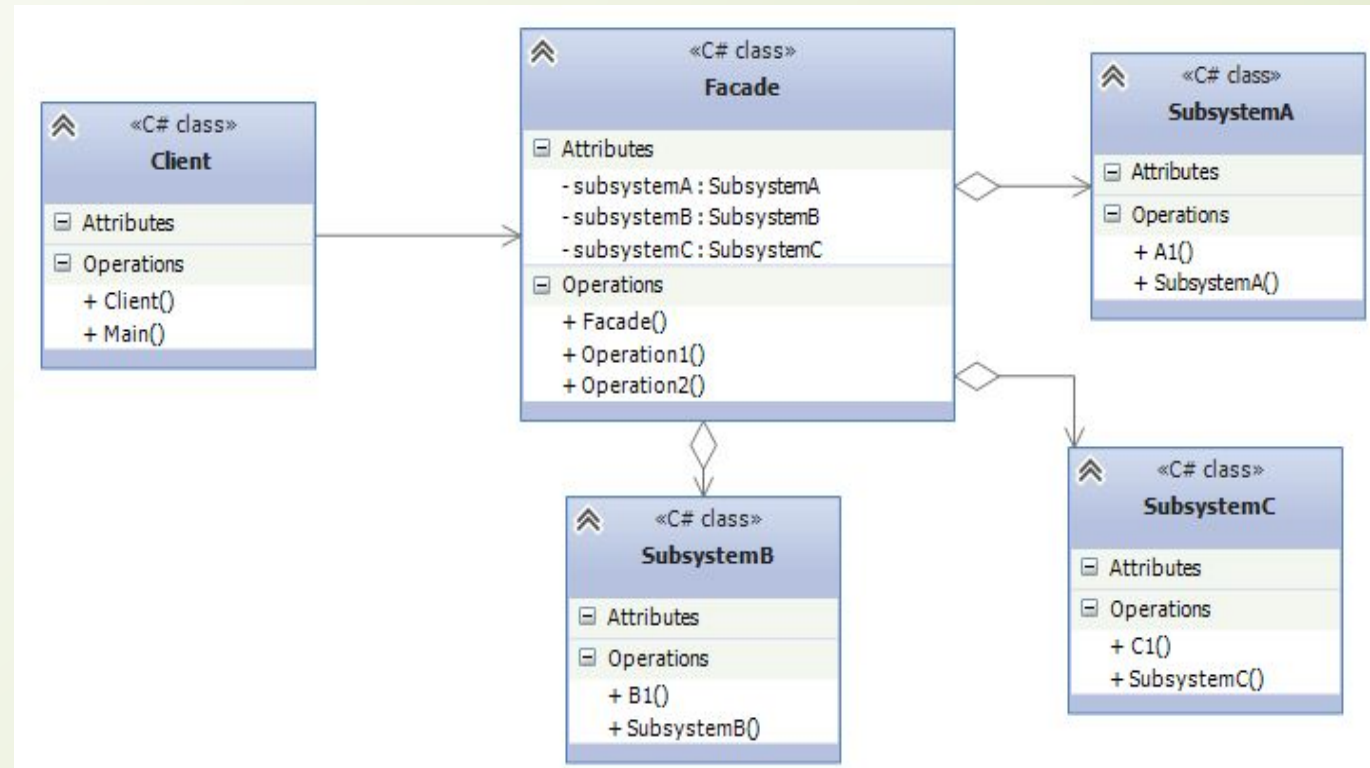 «C# class»
Client
Attributes
Operations
+ Client()
+ Main()
«C# class»
Facade
Attributes
- subsystemA : SubsystemA
- subsystemB : SubsystemB
- subsystemC : SubsystemC
Operations
+ Facade()
+ Operation1()
+ Operation2()
«C# class»
SubsystemA
Attributes
Operations
+ A1()
+ SubsystemA()
«C# class»
SubsystemB
Attributes
Operations
+ B1()
+ SubsystemB()
«C# class»
SubsystemC
Attributes
Operations
+ C1()
+ SubsystemC()